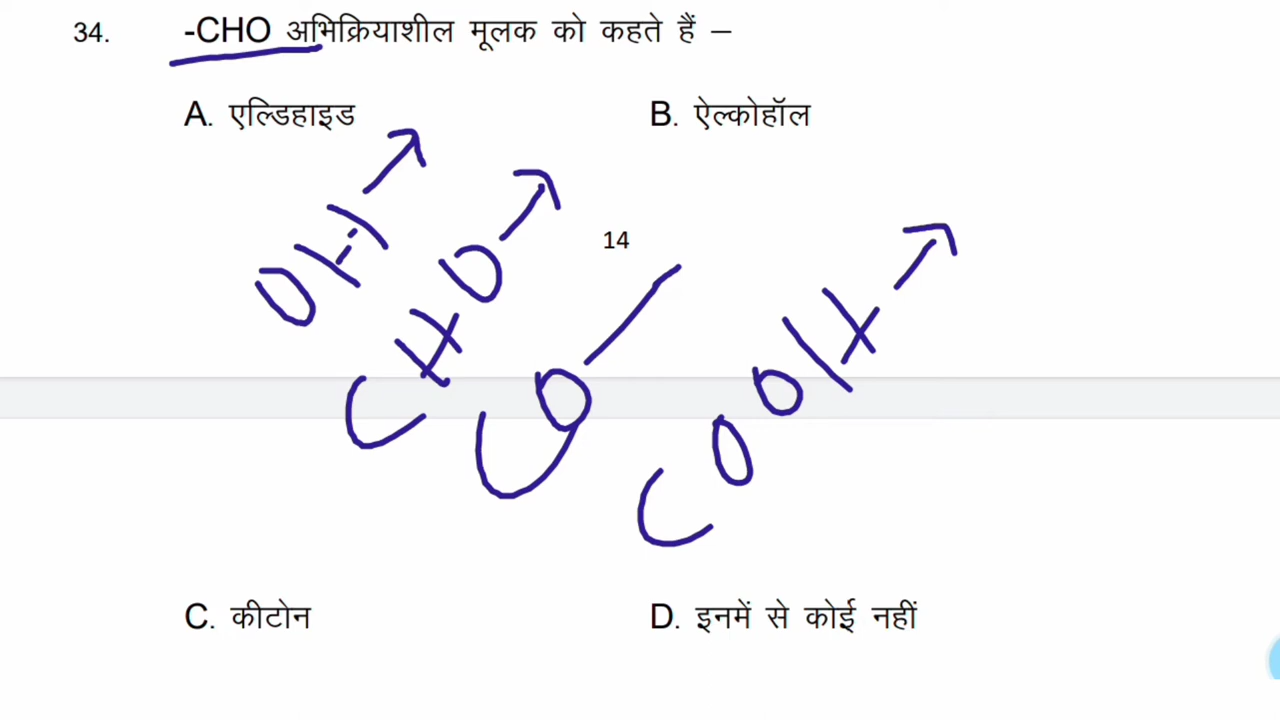 34. -CHO अभिक्रियाशील मूलक को कहते हैं –
A. एल्डिहाइड B. ऐल्कोहॉल
OH →
CHO →
14
CO
COOH →
C. कीटोन D. इनमें से कोई नहीं